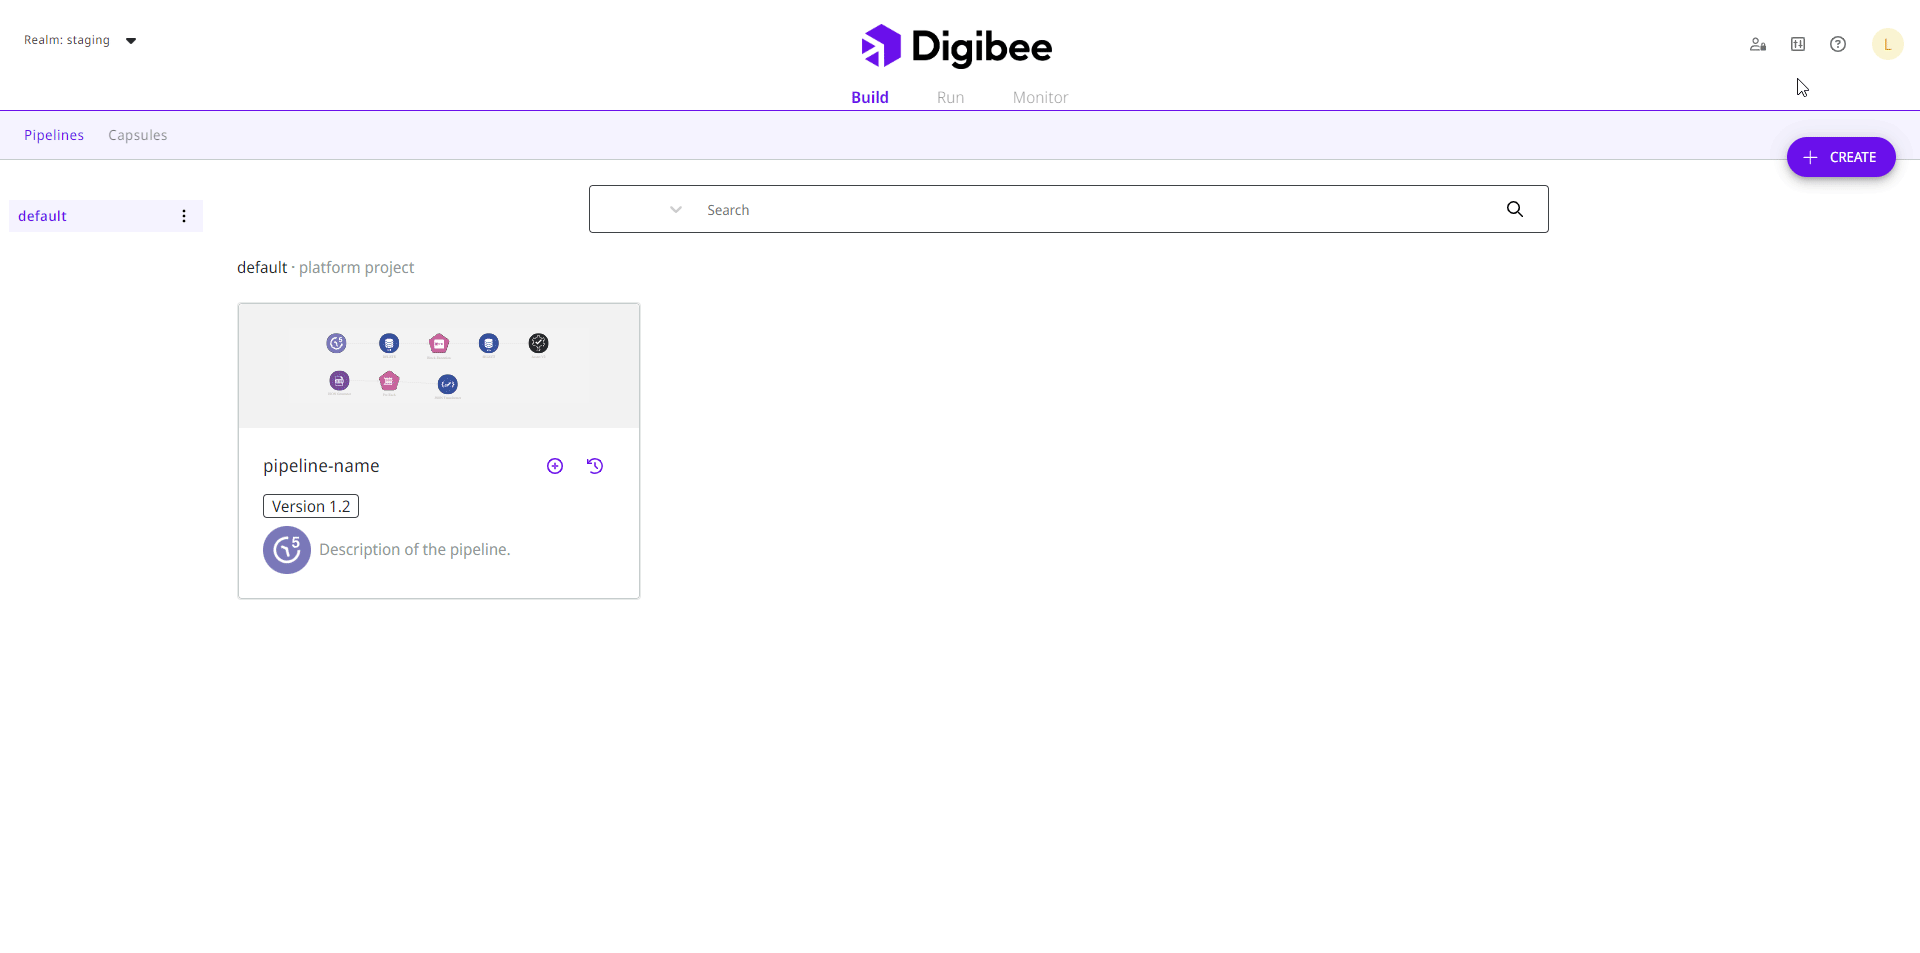 Realm: staging
Digibee
L
Build Run Monitor
Pipelines Capsules
CREATE
default
Search
default · platform project
pipeline-name
Version 1.2
5
Description of the pipeline.